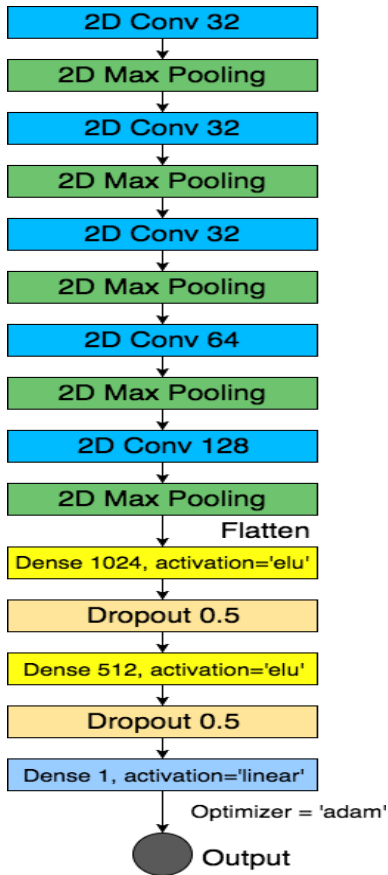 2D Conv 32
2D Max Pooling
2D Conv 32
2D Max Pooling
2D Conv 32
2D Max Pooling
2D Conv 64
2D Max Pooling
2D Conv 128
2D Max Pooling
Flatten
Dense 1024, activation='elu'
Dropout 0.5
Dense 512, activation='elu'
Dropout 0.5
Dense 1, activation='linear'
Optimizer = 'adam'
Output